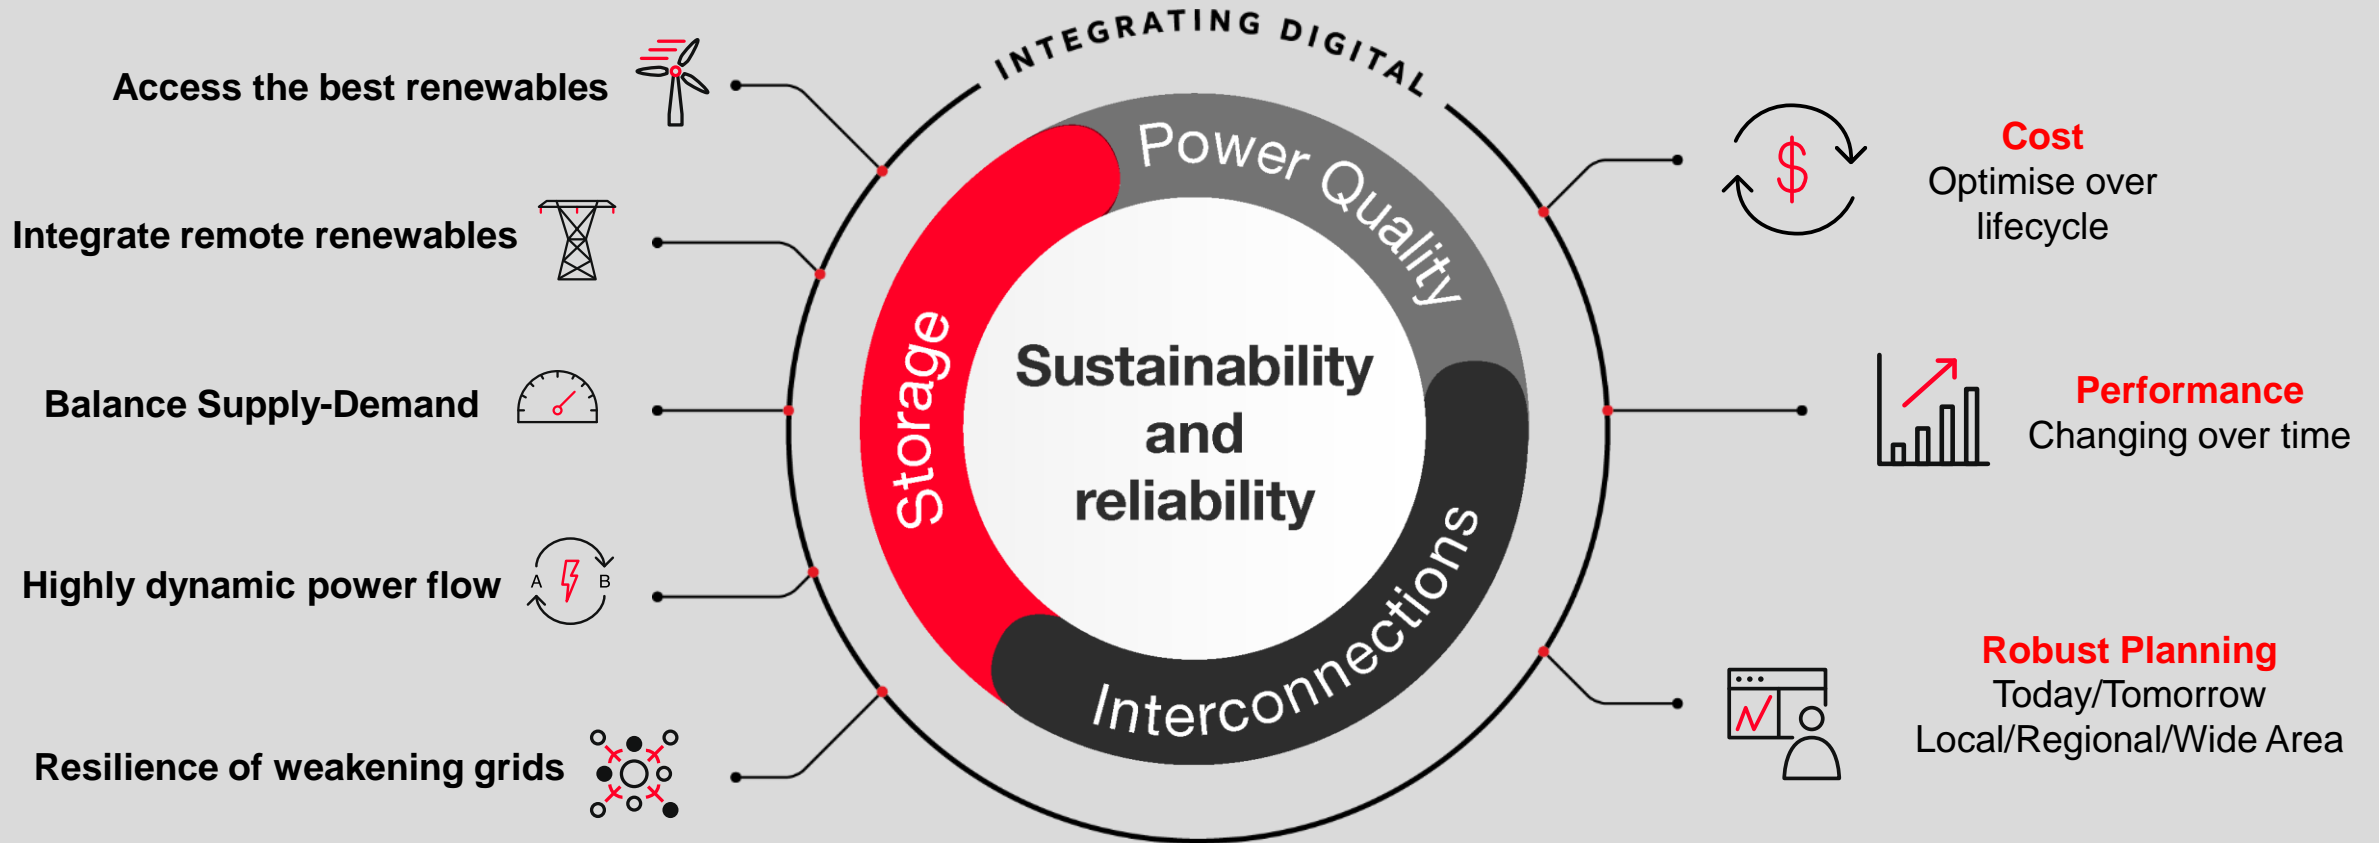 INTEGRATING DIGITAL
Access the best renewables
Integrate remote renewables
Balance Supply-Demand
Highly dynamic power flow
A
B
Resilience of weakening grids
Power Quality
Storage
Interconnections
Sustainability
and
reliability
$
Cost
Optimise over
lifecycle
Performance
Changing over time
Robust Planning
Today/Tomorrow
Local/Regional/Wide Area